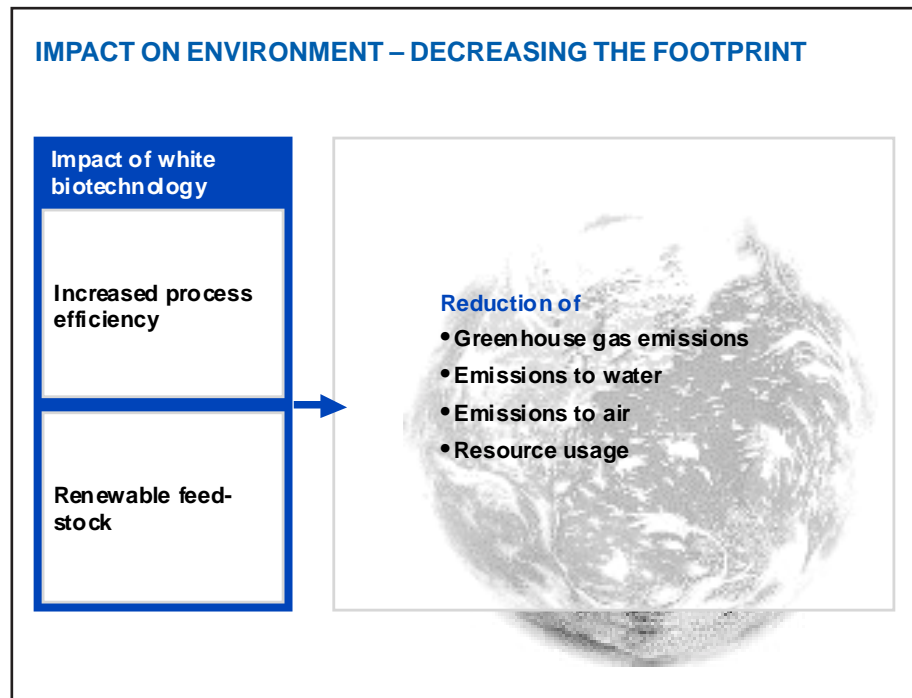 IMPACT ON ENVIRONMENT – DECREASING THE FOOTPRINT
Impact of white
biotechnology
Increased process
efficiency
Renewable feed-
stock
Reduction of
•Greenhouse gas emissions
•Emissions to water
•Emissions to air
•Resource usage